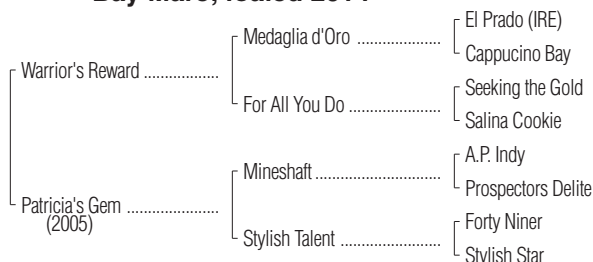 Bay Mare; foaled 2014
El Prado (IRE)
Medaglia d'Oro ....................
Cappucino Bay
Warrior's Reward ..................
Seeking the Gold
For All You Do ......................
Salina Cookie
A.P. Indy
Mineshaft..............................
Prospectors Delite
Patricia's Gem ......................
(2005)
Forty Niner
Stylish Talent ........................
Stylish Star